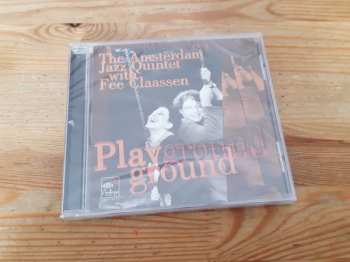 The Amsterdam
Jazz Quintet
with
Fee Claassen
Play
ground